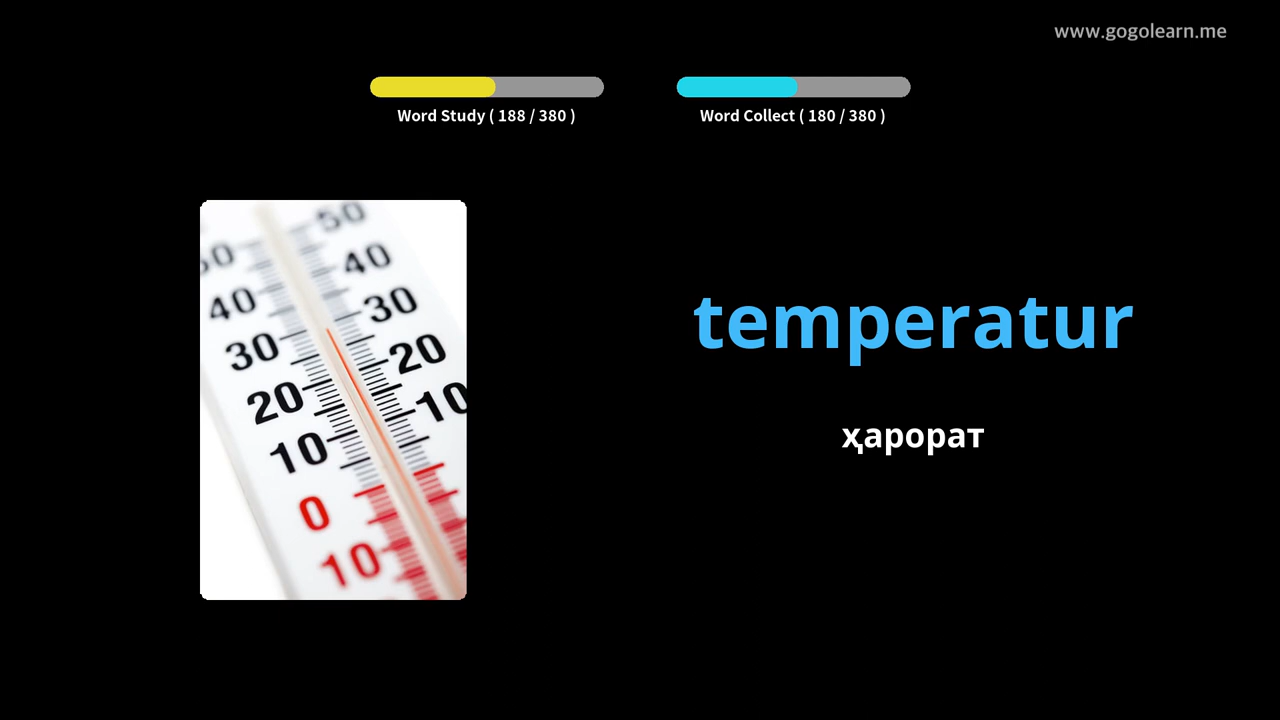 www.gogolearn.me
Word Study ( 188 / 380 )
Word Collect ( 180 / 380 )
50
40 40
30 30
20 20
10 10
0
10
temperatur
ҳарорат